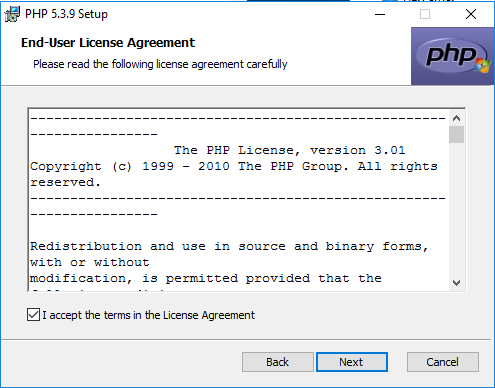 PHP 5.3.9 Setup
End-User License Agreement
Please read the following license agreement carefully
php
----------------------------------------------------
----------------
The PHP License, version 3.01
Copyright (c) 1999 - 2010 The PHP Group. All rights
reserved.
----------------------------------------------------
----------------
Redistribution and use in source and binary forms,
with or without
modification, is permitted provided that the
I accept the terms in the License Agreement
Back
Next
Cancel